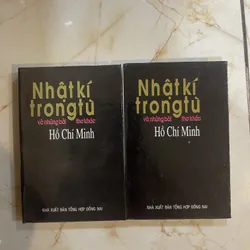 Nhật kí
trong tù
và những bài thơ khác
Hồ Chí Minh
NHÀ XUẤT BẢN TỔNG HỢP ĐỒNG NAI
Nhật kí
trong tù
và những bài thơ khác
Hồ Chí Minh
NHÀ XUẤT BẢN TỔNG HỢP ĐỒNG NAI